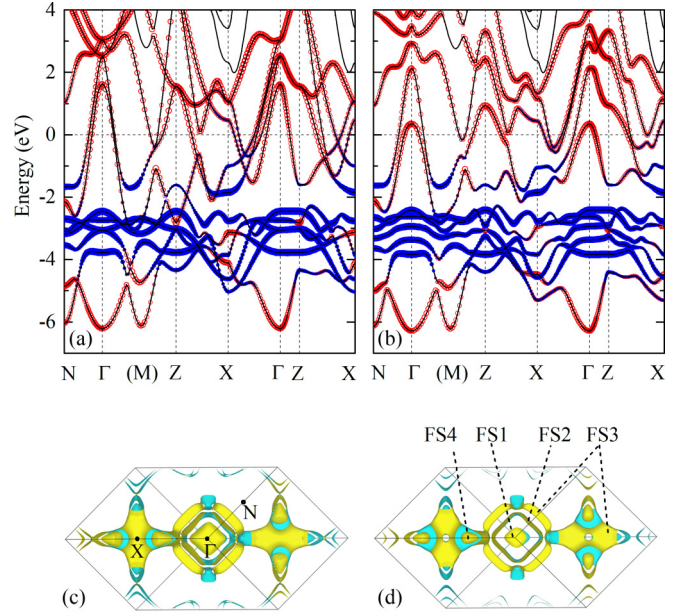 4
2
0
-2
-4
-6
Energy (eV)
(a)
(b)
N Γ (M) Z X Γ Z X
N Γ (M) Z X Γ Z X
FS4 FS1 FS2 FS3
N
X
Γ
(c)
(d)